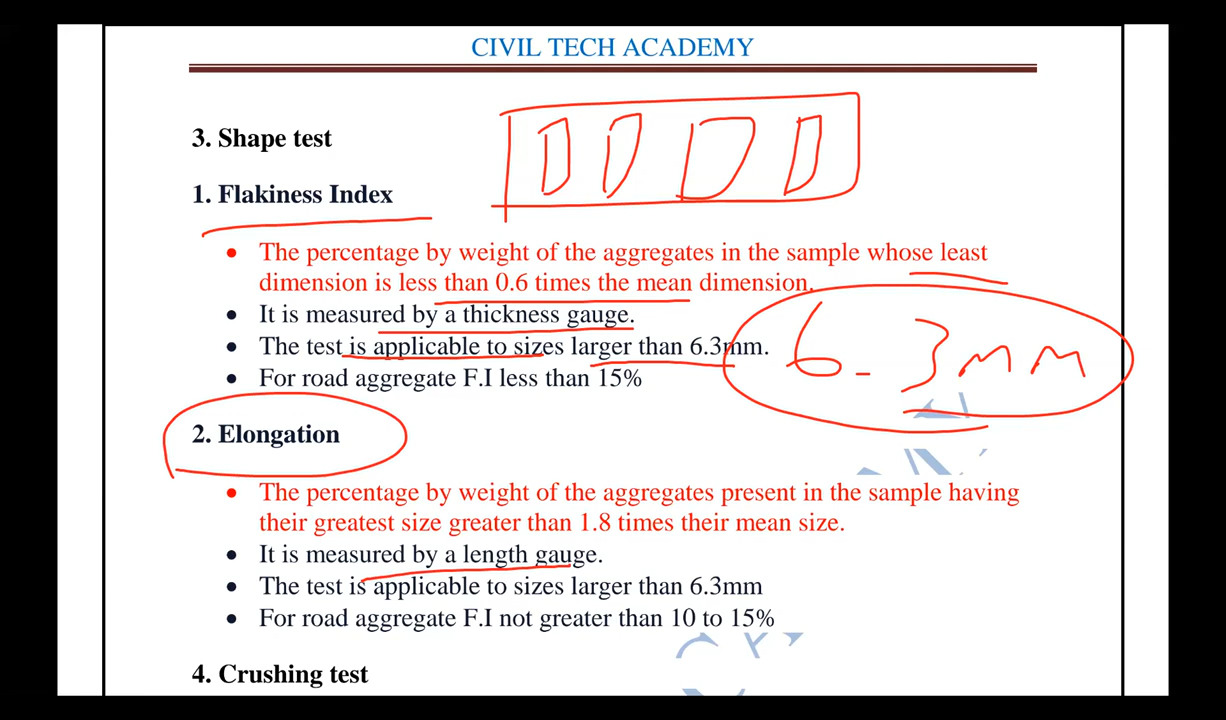 CIVIL TECH ACADEMY
3. Shape test
1. Flakiness Index
• The percentage by weight of the aggregates in the sample whose least
dimension is less than 0.6 times the mean dimension.
• It is measured by a thickness gauge.
• The test is applicable to sizes larger than 6.3mm.
6.3mm
• For road aggregate F.I less than 15%
2. Elongation
• The percentage by weight of the aggregates present in the sample having
their greatest size greater than 1.8 times their mean size.
• It is measured by a length gauge.
• The test is applicable to sizes larger than 6.3mm
• For road aggregate F.I not greater than 10 to 15%
4. Crushing test